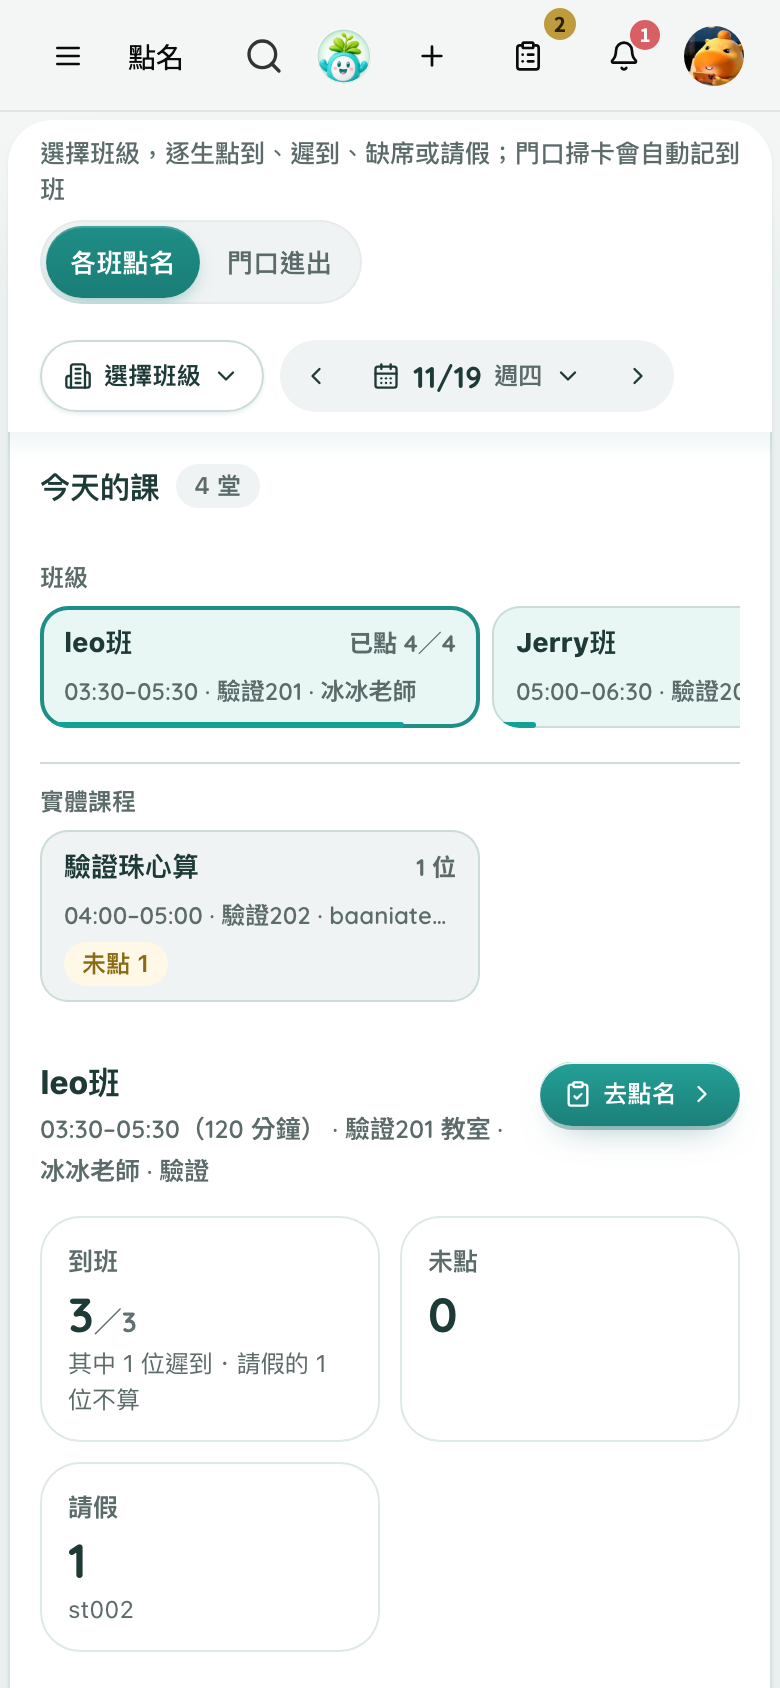 點名
2
1
選擇班級，逐生點到、遲到、缺席或請假；門口掃卡會自動記到
班
各班點名 門口進出
選擇班級 11/19 週四
今天的課 4 堂
班級
leo班 已點 4／4
03:30–05:30 · 驗證201 · 冰冰老師
Jerry班
05:00–06:30 · 驗證20
實體課程
驗證珠心算 1 位
04:00–05:00 · 驗證202 · baaniate…
未點 1
leo班
去點名
03:30–05:30（120 分鐘） · 驗證201 教室 ·
冰冰老師 · 驗證
到班
3／3
其中 1 位遲到 · 請假的 1
位不算
未點
0
請假
1
st002